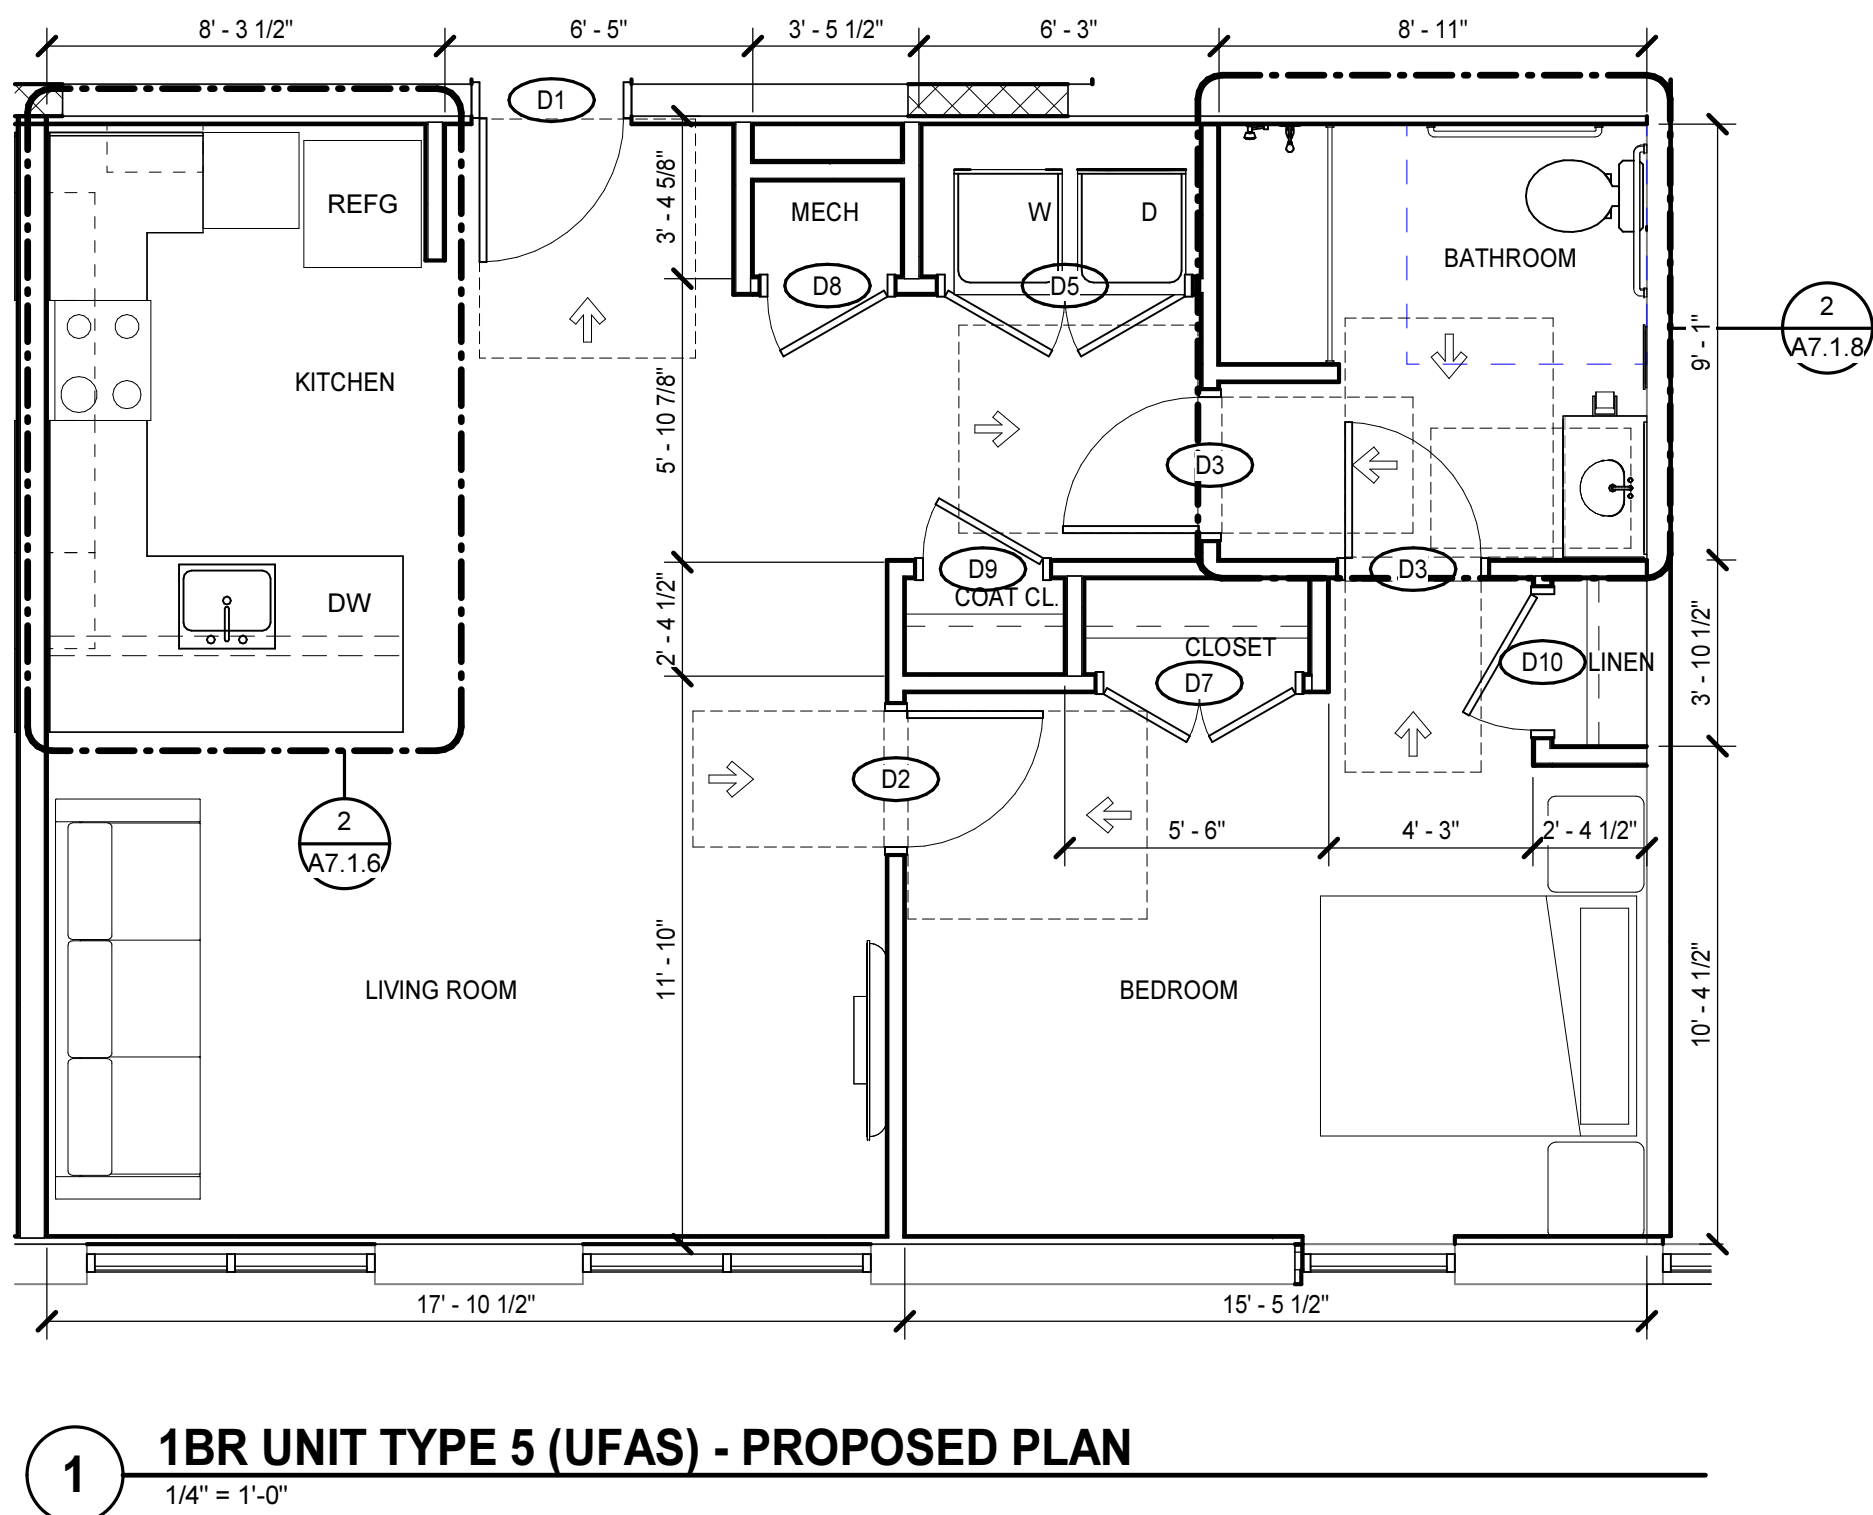 8' - 3 1/2"
6' - 5"
3' - 5 1/2"
6' - 3"
8' - 11"
D1
REFG
3' - 4 5/8"
MECH
W
D
BATHROOM
D8
D5
2
A7.1.8
9' - 1"
KITCHEN
5' - 10 7/8"
D3
D9
COAT CL.
D3
DW
2' - 4 1/2"
CLOSET
D7
D10
LINEN
3' - 10 1/2"
D2
2
A7.1.6
5' - 6"
4' - 3"
2' - 4 1/2"
11' - 10"
LIVING ROOM
BEDROOM
10' - 4 1/2"
17' - 10 1/2"
15' - 5 1/2"
1
1BR UNIT TYPE 5 (UFAS) - PROPOSED PLAN
1/4" = 1'-0"